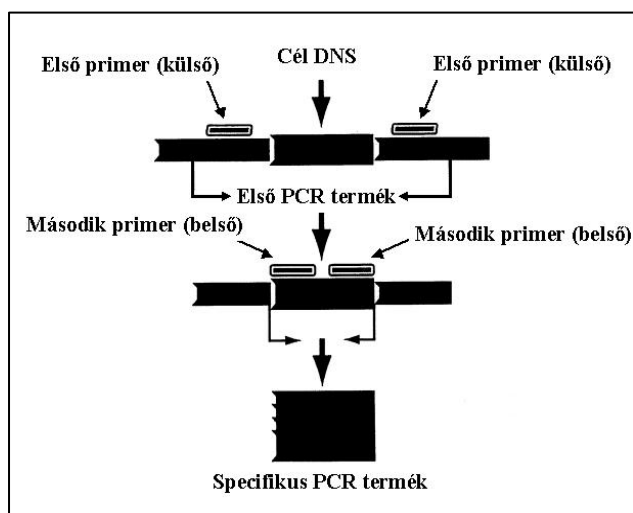 Első primer (külső)
Cél DNS
Első primer (külső)
Első PCR termék
Második primer (belső)
Második primer (belső)
Specifikus PCR termék